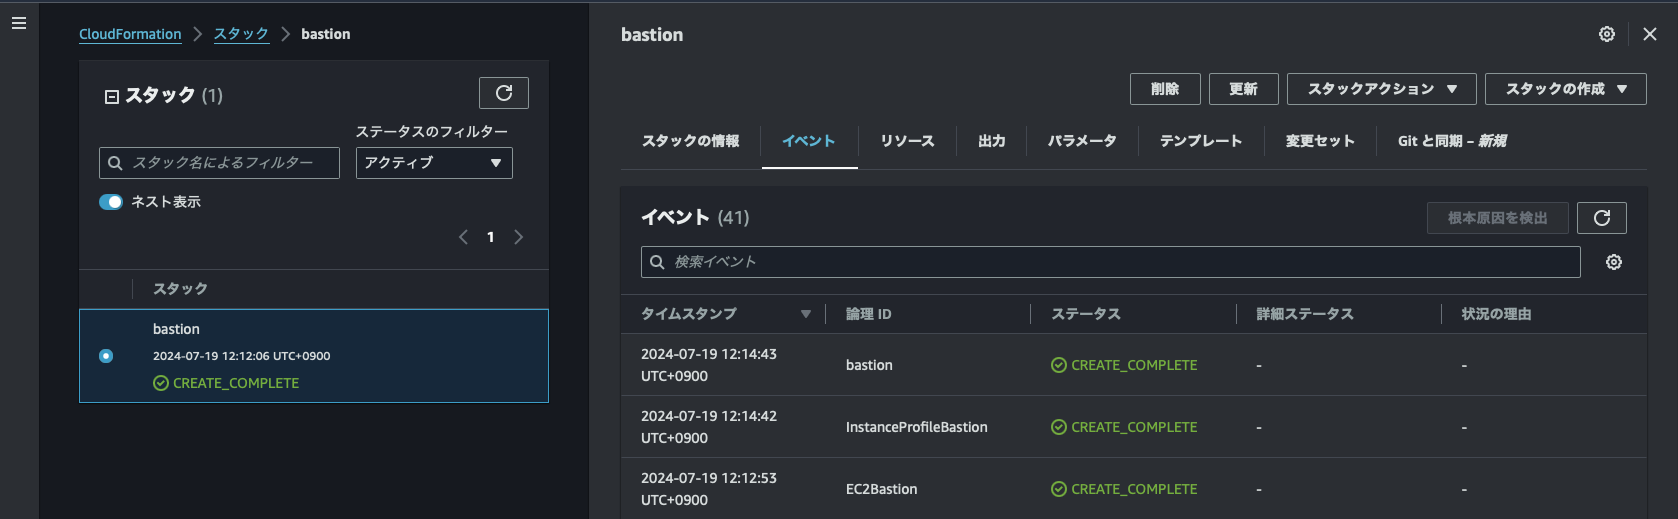 CloudFormation > スタック > bastion
スタック (1)
ステータスのフィルター
スタック名によるフィルター
アクティブ
ネスト表示
1
スタック
bastion
2024-07-19 12:12:06 UTC+0900
CREATE_COMPLETE
bastion
削除 更新 スタックアクション スタックの作成
スタックの情報 イベント リソース 出力 パラメータ テンプレート 変更セット Git と同期 – 新規
イベント (41)
根本原因を検出
検索イベント
タイムスタンプ 論理 ID ステータス 詳細ステータス 状況の理由
2024-07-19 12:14:43 UTC+0900 bastion CREATE_COMPLETE - -
2024-07-19 12:14:42 UTC+0900 InstanceProfileBastion CREATE_COMPLETE - -
2024-07-19 12:12:53 UTC+0900 EC2Bastion CREATE_COMPLETE - -